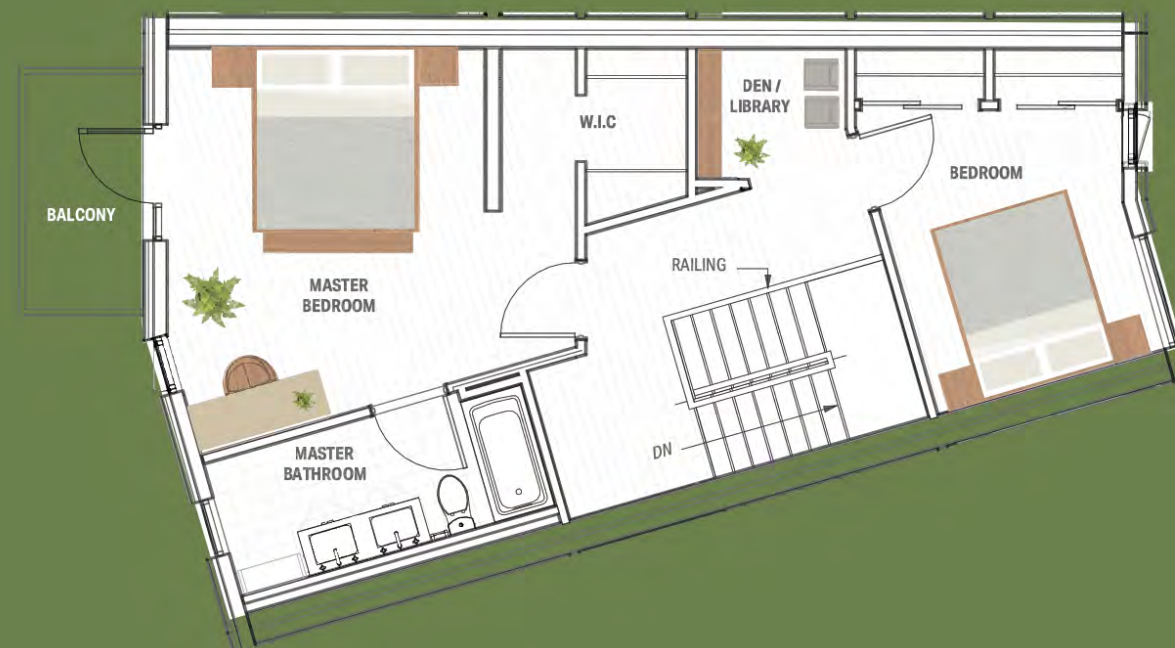 DEN /
LIBRARY
W.I.C
BEDROOM
BALCONY
RAILING
MASTER
BEDROOM
DN
MASTER
BATHROOM